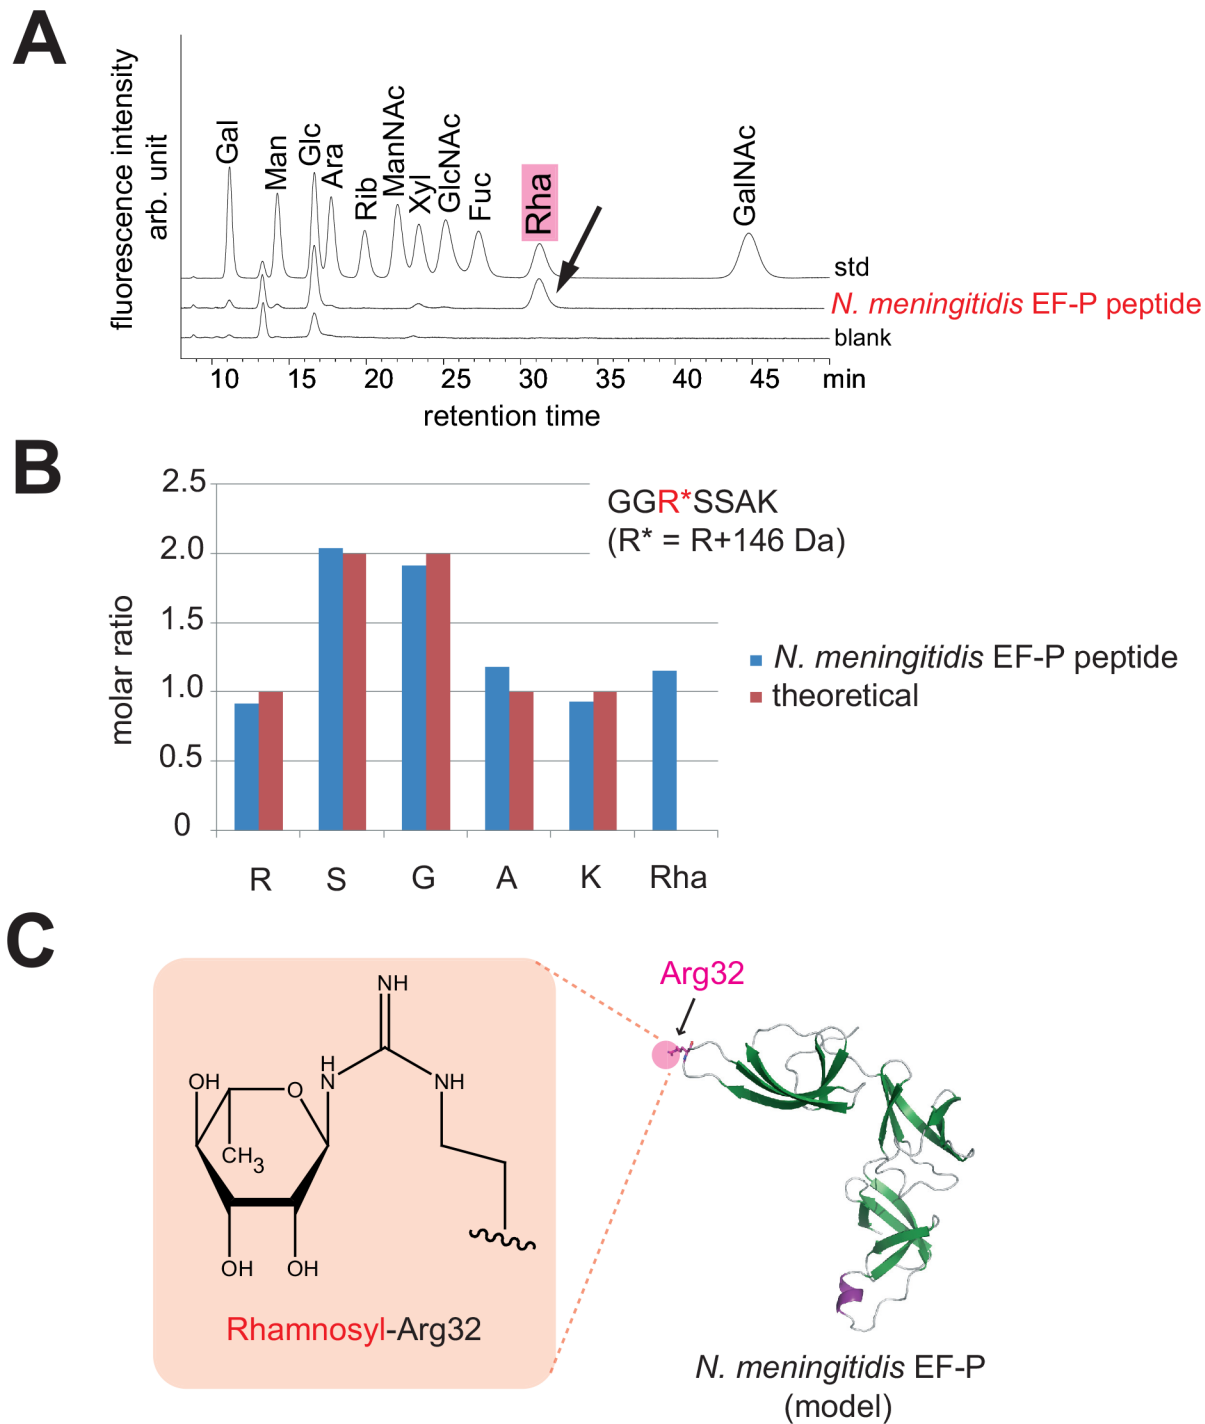 A
fluorescence intensity
arb. unit
Gal
Man
Glc
Ara
Rib
ManNAc
Xyl
GlcNAc
Fuc
Rha
GalNAc
std
N. meningitidis EF-P peptide
blank
10 15 20 25 30 35 40 45 min
retention time
B
molar ratio
2.5
2.0
1.5
1.0
0.5
0
GGR*SSAK
(R* = R+146 Da)
N. meningitidis EF-P peptide
theoretical
R S G A K Rha
C
NH
H
N
NH
OH
O
CH3
OH
OH
Rhamnosyl-Arg32
Arg32
N. meningitidis EF-P
(model)